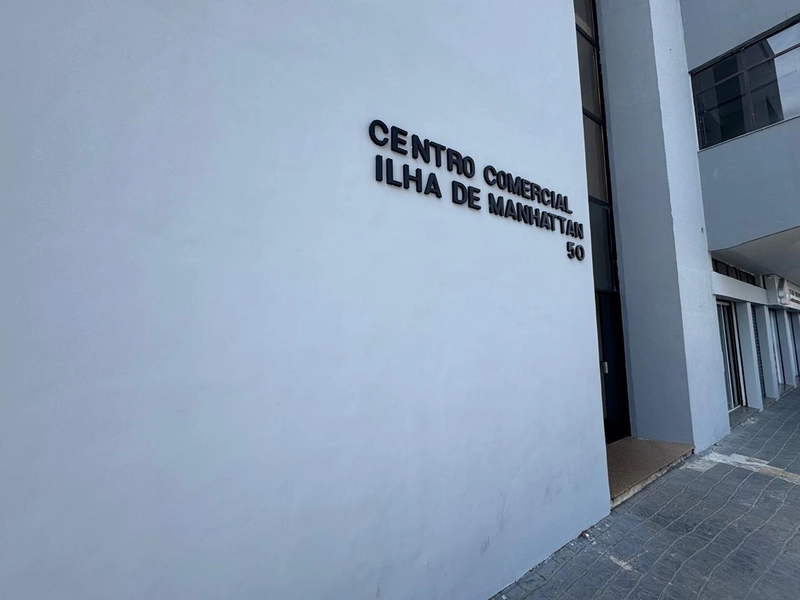 CENTRO COMERCIAL
ILHA DE MANHATTAN
50